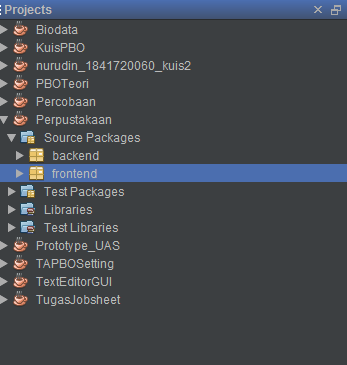 Projects
Biodata
KuisPBO
nurudin_1841720060_kuis2
PBOTeori
Percobaan
Perpustakaan
Source Packages
backend
frontend
Test Packages
Libraries
Test Libraries
Prototype_UAS
TAPBOSetting
TextEditorGUI
TugasJobsheet